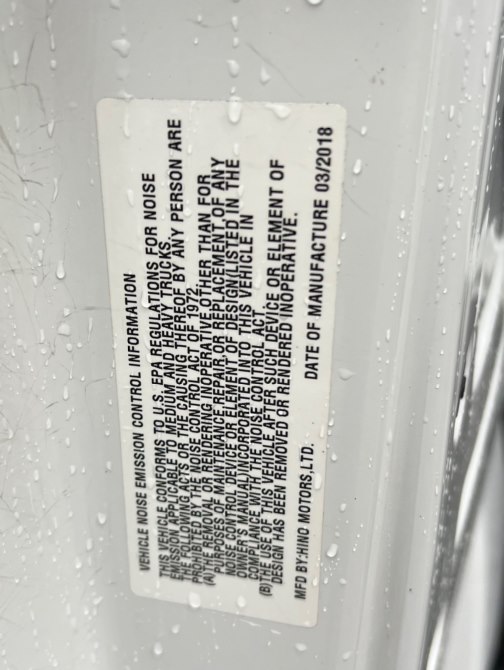 VEHICLE NOISE EMISSION CONTROL INFORMATION
THIS VEHICLE CONFORMS TO U.S. EPA REGULATIONS FOR NOISE
EMISSION APPLICABLE TO MEDIUM AND HEAVY TRUCKS.
THE FOLLOWING ACTS OR THE CAUSING THEREOF BY ANY PERSON ARE
PROHIBITED BY THE NOISE CONTROL ACT OF 1972.
(A) THE REMOVAL OR RENDERING INOPERATIVE OTHER THAN FOR
PURPOSES OF MAINTENANCE, REPAIR, OR REPLACEMENT, OF ANY
NOISE CONTROL DEVICE OR ELEMENT OF DESIGN (LISTED IN THE
OWNER'S MANUAL) INCORPORATED INTO THIS VEHICLE IN
COMPLIANCE WITH THE NOISE CONTROL ACT
(B) THE USE OF THIS VEHICLE AFTER SUCH DEVICE OR ELEMENT OF
DESIGN HAS BEEN REMOVED OR RENDERED INOPERATIVE.
DATE OF MANUFACTURE 03/2018
MFD BY:HINO MOTORS,LTD.